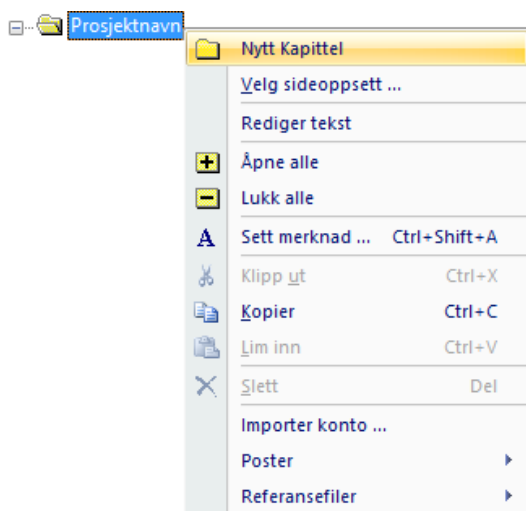 Prosjektnavn
Nytt Kapittel
Velg sideoppsett ...
Rediger tekst
Åpne alle
Lukk alle
A Sett merknad ... Ctrl+Shift+A
Klipp ut Ctrl+X
Kopier Ctrl+C
Lim inn Ctrl+V
Slett Del
Importer konto ...
Poster
Referansefiler